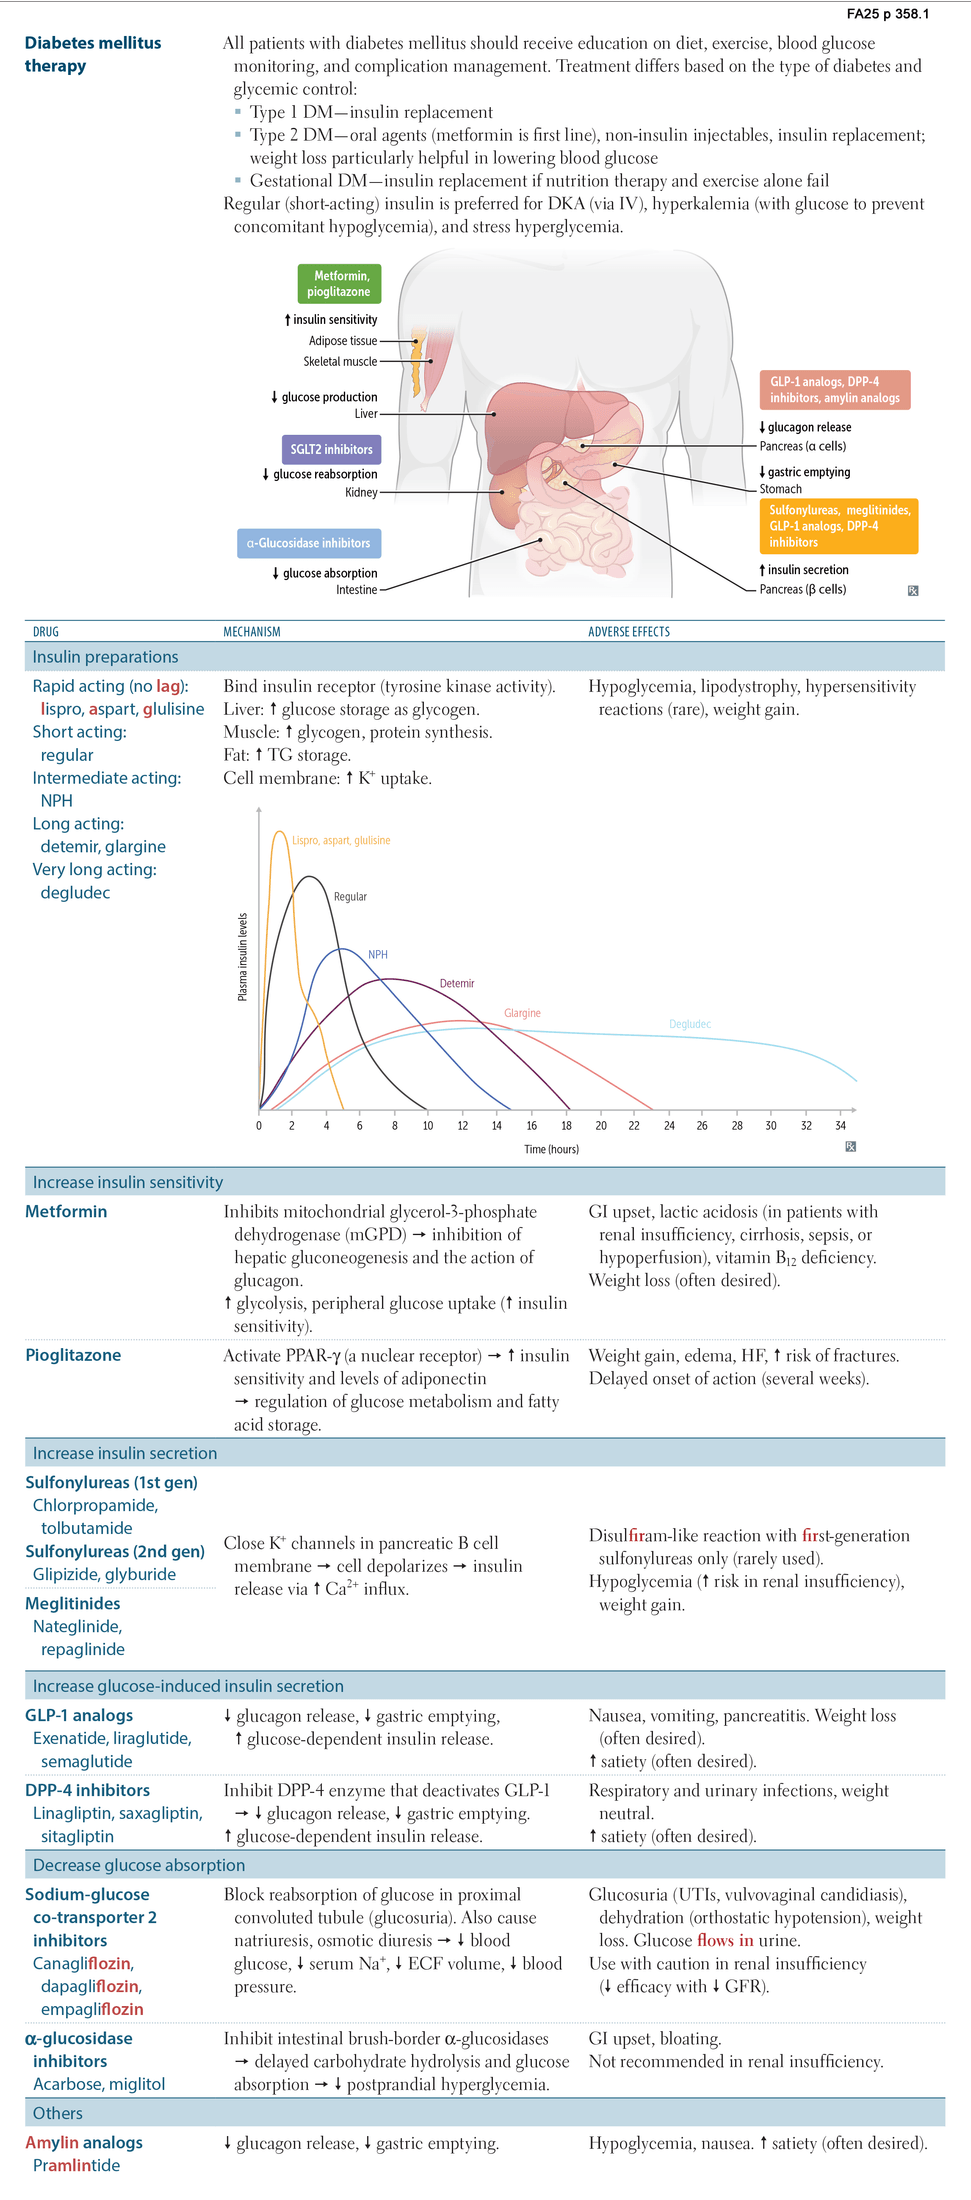 FA25 p 358.1
Diabetes mellitus
therapy
All patients with diabetes mellitus should receive education on diet, exercise, blood glucose
monitoring, and complication management. Treatment differs based on the type of diabetes and
glycemic control:
▪ Type 1 DM—insulin replacement
▪ Type 2 DM—oral agents (metformin is first line), non-insulin injectables, insulin replacement;
weight loss particularly helpful in lowering blood glucose
▪ Gestational DM—insulin replacement if nutrition therapy and exercise alone fail
Regular (short-acting) insulin is preferred for DKA (via IV), hyperkalemia (with glucose to prevent
concomitant hypoglycemia), and stress hyperglycemia.
Metformin,
pioglitazone
↑ insulin sensitivity
Adipose tissue
Skeletal muscle
↓ glucose production
Liver
SGLT2 inhibitors
↓ glucose reabsorption
Kidney
α-Glucosidase inhibitors
↓ glucose absorption
Intestine
GLP-1 analogs, DPP-4
inhibitors, amylin analogs
↓ glucagon release
Pancreas (α cells)
↓ gastric emptying
Stomach
Sulfonylureas, meglitinides,
GLP-1 analogs, DPP-4
inhibitors
↑ insulin secretion
Pancreas (β cells)
Rx
DRUG MECHANISM ADVERSE EFFECTS
Insulin preparations
Rapid acting (no lag):
lispro, aspart, glulisine
Short acting:
regular
Intermediate acting:
NPH
Long acting:
detemir, glargine
Very long acting:
degludec
Bind insulin receptor (tyrosine kinase activity).
Liver: ↑ glucose storage as glycogen.
Muscle: ↑ glycogen, protein synthesis.
Fat: ↑ TG storage.
Cell membrane: ↑ K⁺ uptake.
Hypoglycemia, lipodystrophy, hypersensitivity
reactions (rare), weight gain.
Plasma insulin levels
Lispro, aspart, glulisine
Regular
NPH
Detemir
Glargine
Degludec
0 2 4 6 8 10 12 14 16 18 20 22 24 26 28 30 32 34
Time (hours)
Rx
Increase insulin sensitivity
Metformin
Inhibits mitochondrial glycerol-3-phosphate
dehydrogenase (mGPD) → inhibition of
hepatic gluconeogenesis and the action of
glucagon.
↑ glycolysis, peripheral glucose uptake (↑ insulin
sensitivity).
GI upset, lactic acidosis (in patients with
renal insufficiency, cirrhosis, sepsis, or
hypoperfusion), vitamin B₁₂ deficiency.
Weight loss (often desired).
Pioglitazone
Activate PPAR-γ (a nuclear receptor) → ↑ insulin
sensitivity and levels of adiponectin
→ regulation of glucose metabolism and fatty
acid storage.
Weight gain, edema, HF, ↑ risk of fractures.
Delayed onset of action (several weeks).
Increase insulin secretion
Sulfonylureas (1st gen)
Chlorpropamide,
tolbutamide
Sulfonylureas (2nd gen)
Glipizide, glyburide
Meglitinides
Nateglinide,
repaglinide
Close K⁺ channels in pancreatic B cell
membrane → cell depolarizes → insulin
release via ↑ Ca²⁺ influx.
Disulfiram-like reaction with first-generation
sulfonylureas only (rarely used).
Hypoglycemia (↑ risk in renal insufficiency),
weight gain.
Increase glucose-induced insulin secretion
GLP-1 analogs
Exenatide, liraglutide,
semaglutide
↓ glucagon release, ↓ gastric emptying,
↑ glucose-dependent insulin release.
Nausea, vomiting, pancreatitis. Weight loss
(often desired).
↑ satiety (often desired).
DPP-4 inhibitors
Linagliptin, saxagliptin,
sitagliptin
Inhibit DPP-4 enzyme that deactivates GLP-1
→ ↓ glucagon release, ↓ gastric emptying.
↑ glucose-dependent insulin release.
Respiratory and urinary infections, weight
neutral.
↑ satiety (often desired).
Decrease glucose absorption
Sodium-glucose
co-transporter 2
inhibitors
Canagliflozin,
dapagliflozin,
empagliflozin
Block reabsorption of glucose in proximal
convoluted tubule (glucosuria). Also cause
natriuresis, osmotic diuresis → ↓ blood
glucose, ↓ serum Na⁺, ↓ ECF volume, ↓ blood
pressure.
Glucosuria (UTIs, vulvovaginal candidiasis),
dehydration (orthostatic hypotension), weight
loss. Glucose flows in urine.
Use with caution in renal insufficiency
(↓ efficacy with ↓ GFR).
α-glucosidase
inhibitors
Acarbose, miglitol
Inhibit intestinal brush-border α-glucosidases
→ delayed carbohydrate hydrolysis and glucose
absorption → ↓ postprandial hyperglycemia.
GI upset, bloating.
Not recommended in renal insufficiency.
Others
Amylin analogs
Pramlintide
↓ glucagon release, ↓ gastric emptying.
Hypoglycemia, nausea. ↑ satiety (often desired).